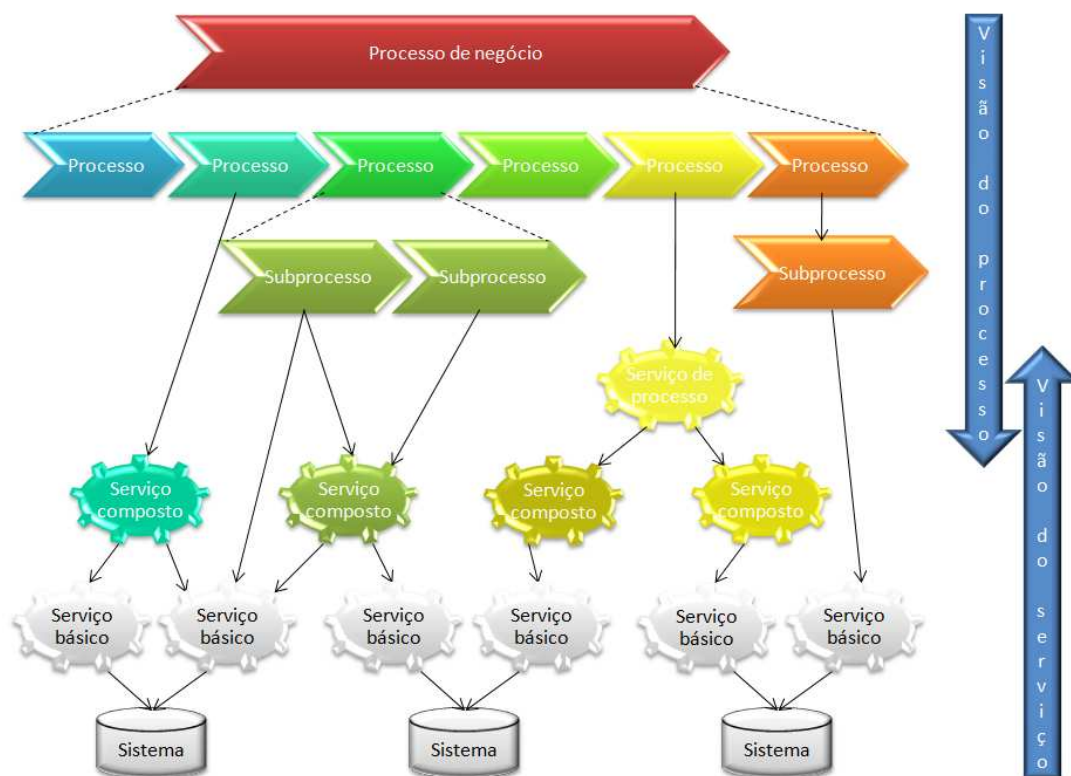 Processo de negócio
Processo
Processo
Processo
Processo
Processo
Processo
Subprocesso
Subprocesso
Subprocesso
Serviço de
processo
Serviço
composto
Serviço
composto
Serviço
composto
Serviço
composto
Serviço
básico
Serviço
básico
Serviço
básico
Serviço
básico
Serviço
básico
Serviço
básico
Sistema
Sistema
Sistema
Visão do processo
Visão do serviço